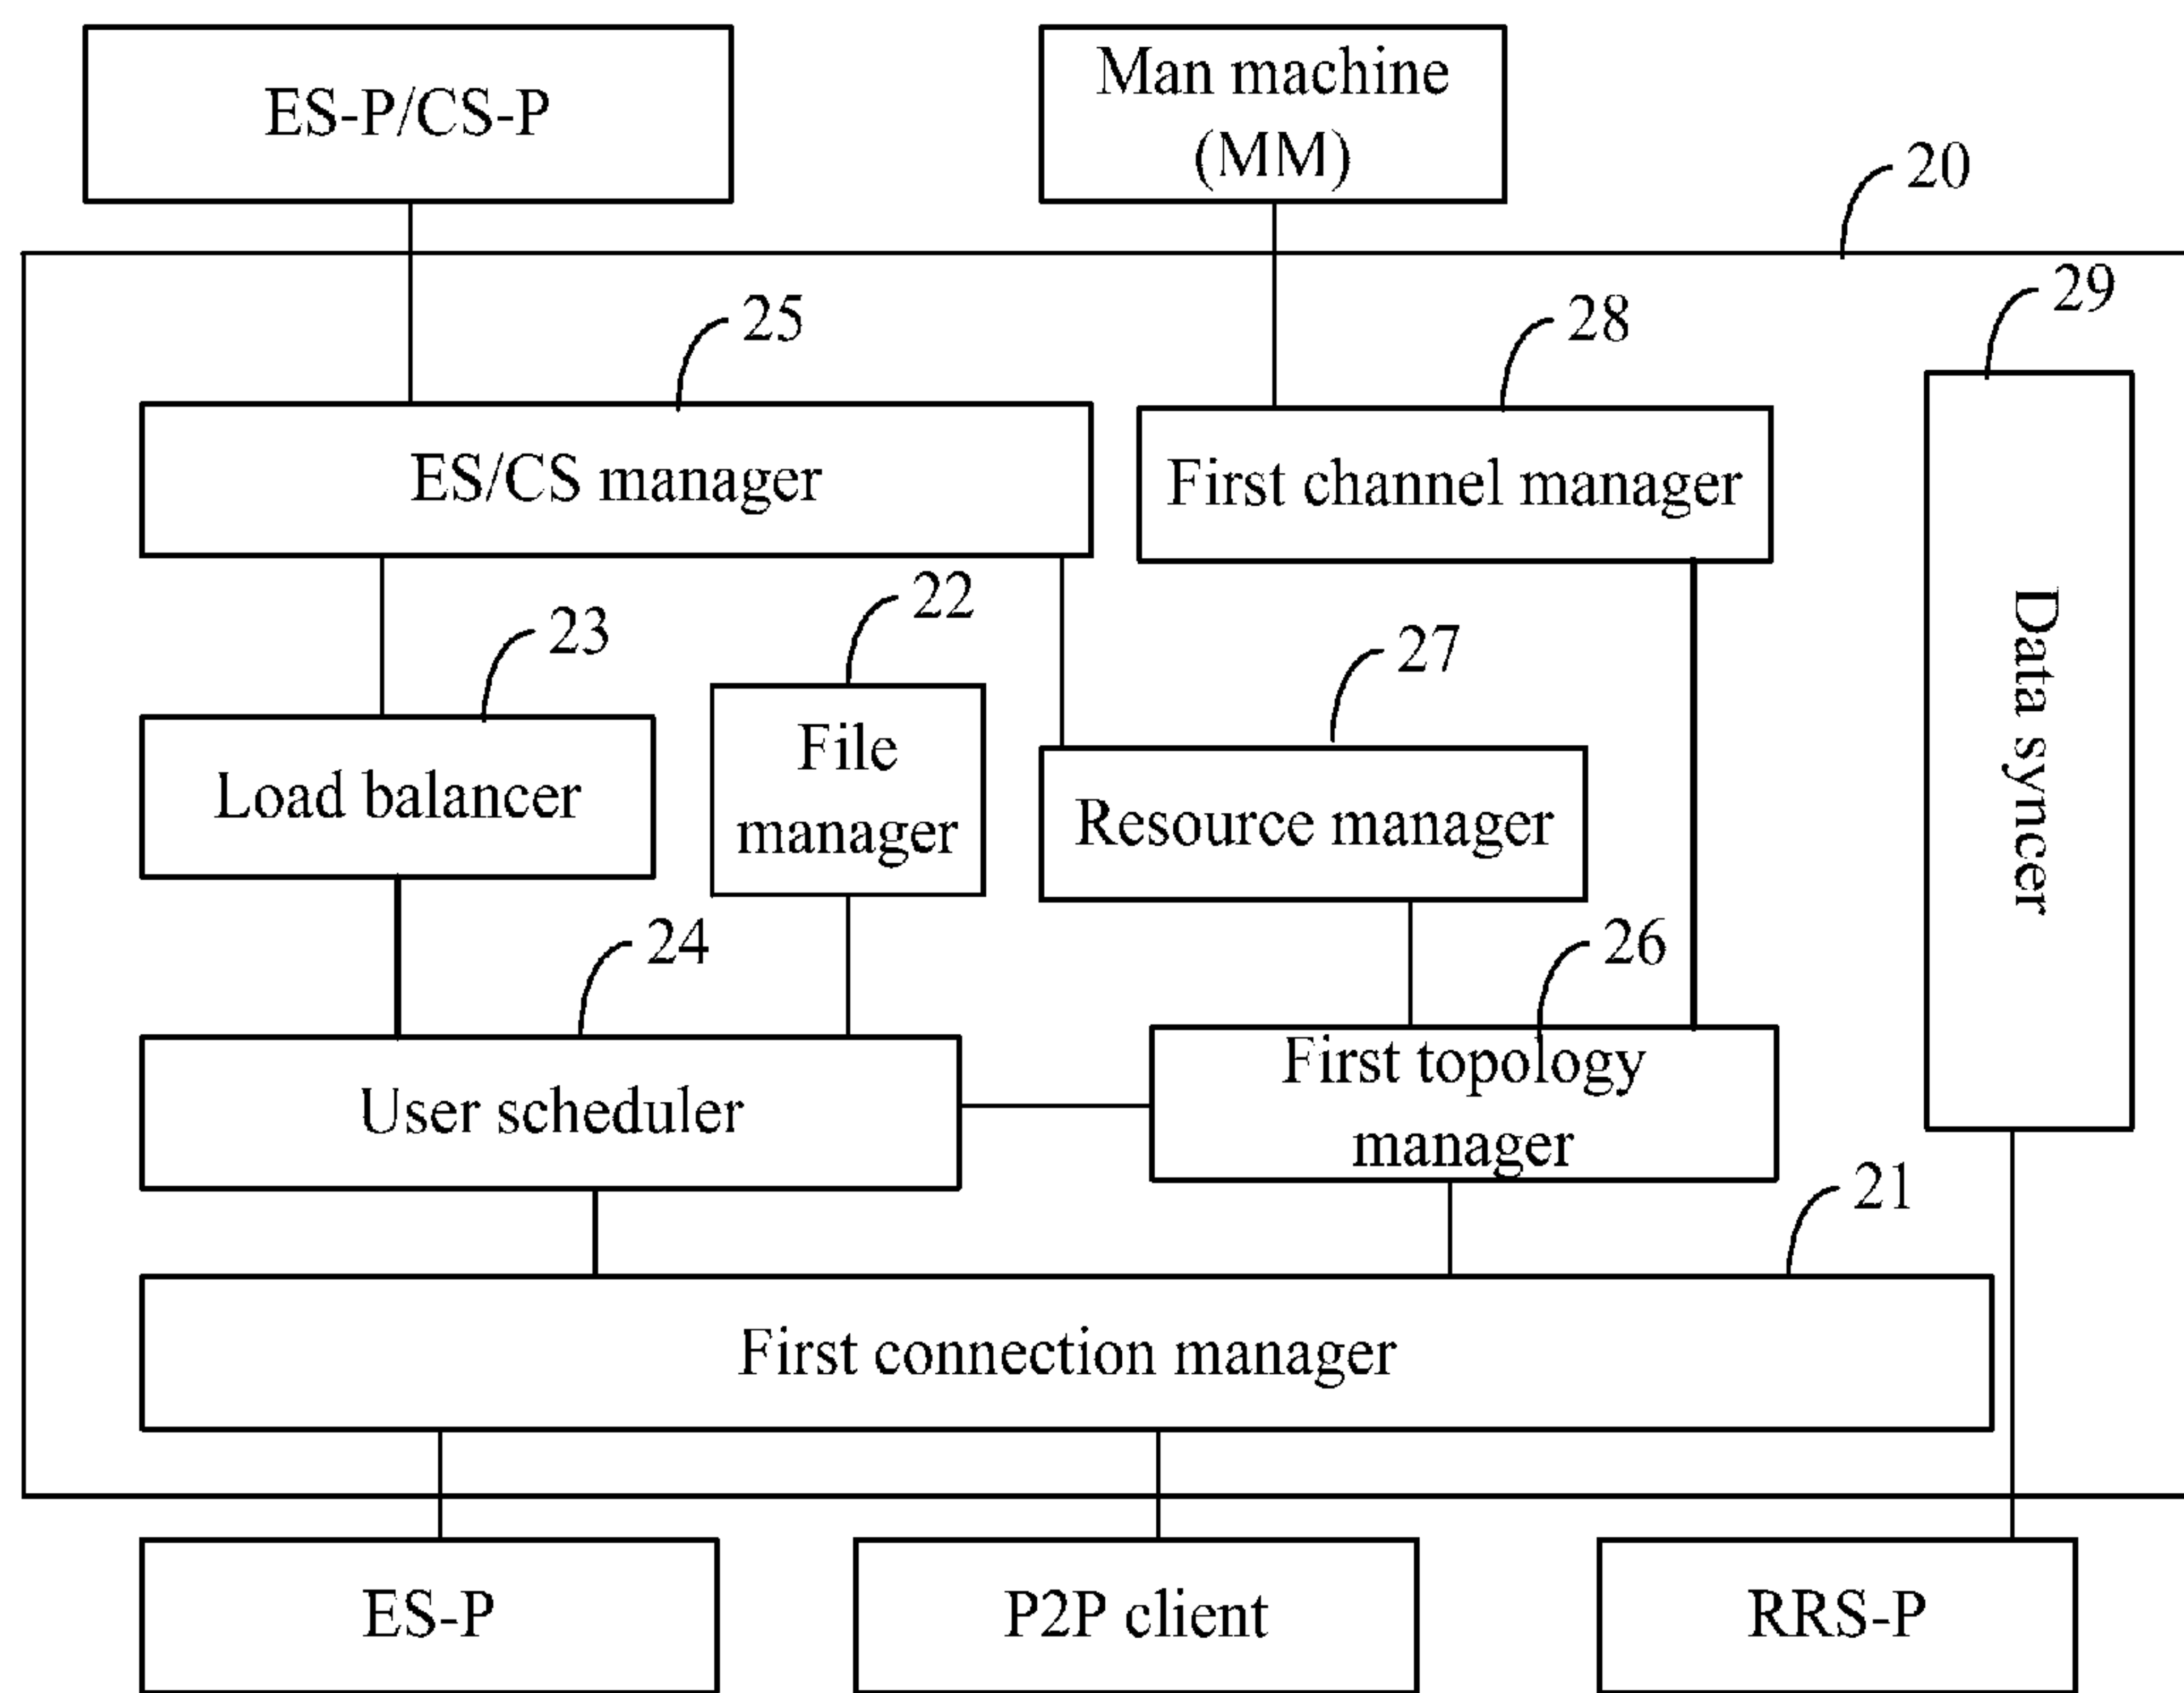 ES-P/CS-P
Man machine
(MM)
20
29
25
28
ES/CS manager
First channel manager
22
23
27
File
manager
Load balancer
Resource manager
Data syncer
24
26
User scheduler
First topology
manager
21
First connection manager
ES-P
P2P client
RRS-P